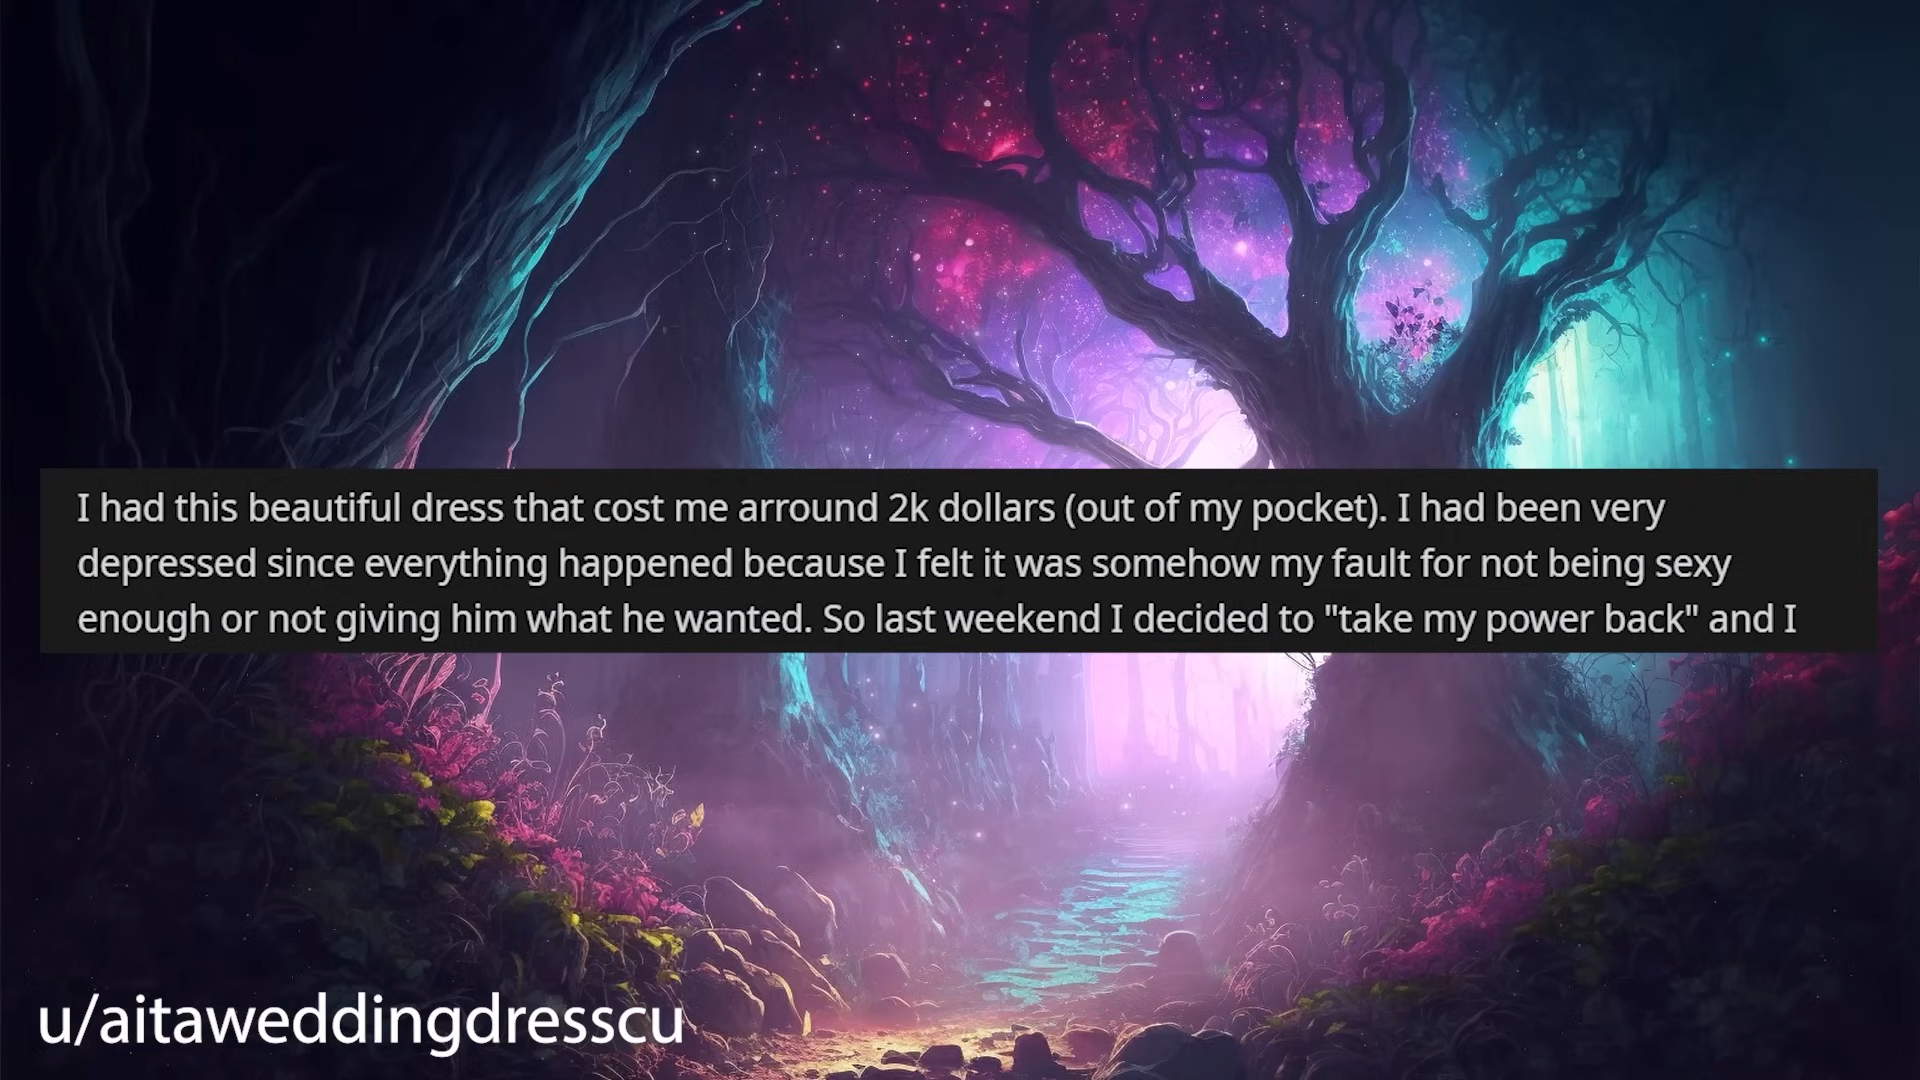 I had this beautiful dress that cost me arround 2k dollars (out of my pocket). I had been very
depressed since everything happened because I felt it was somehow my fault for not being sexy
enough or not giving him what he wanted. So last weekend I decided to "take my power back" and I
u/aitaweddingdresscu